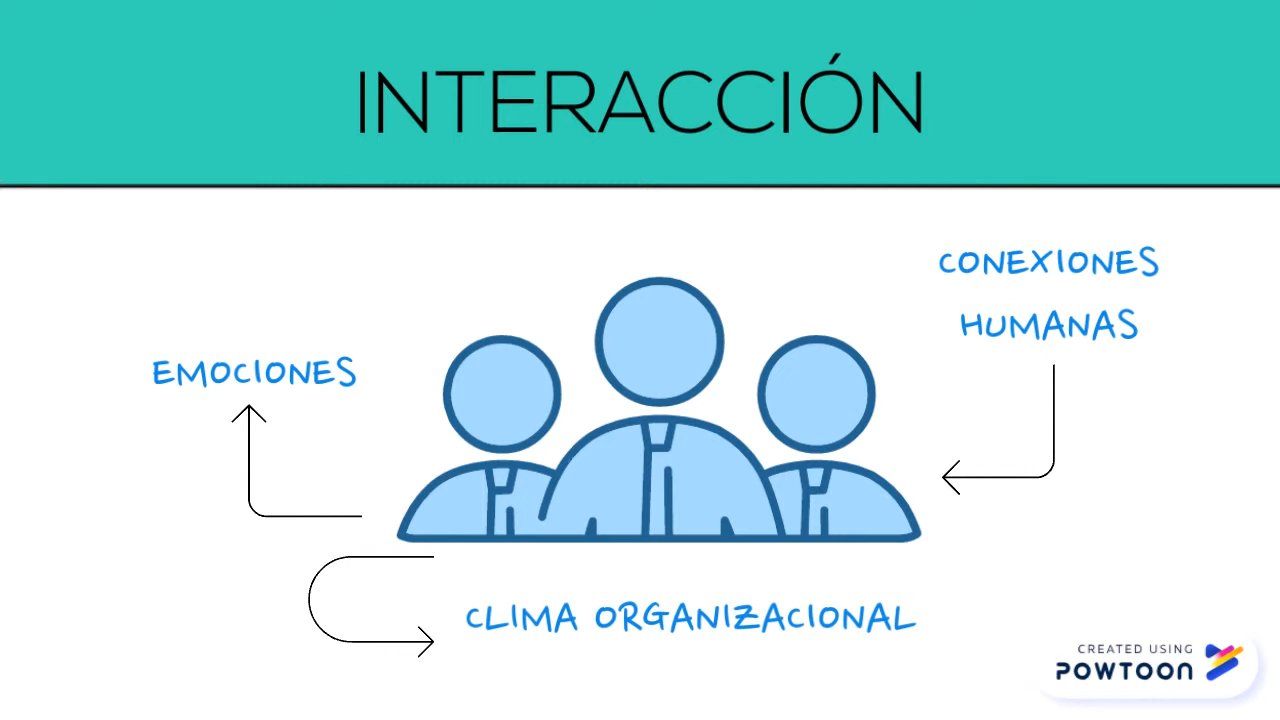 INTERACCIÓN
CONEXIONES
HUMANAS
EMOCIONES
CLIMA ORGANIZACIONAL
CREATED USING
POWTOON